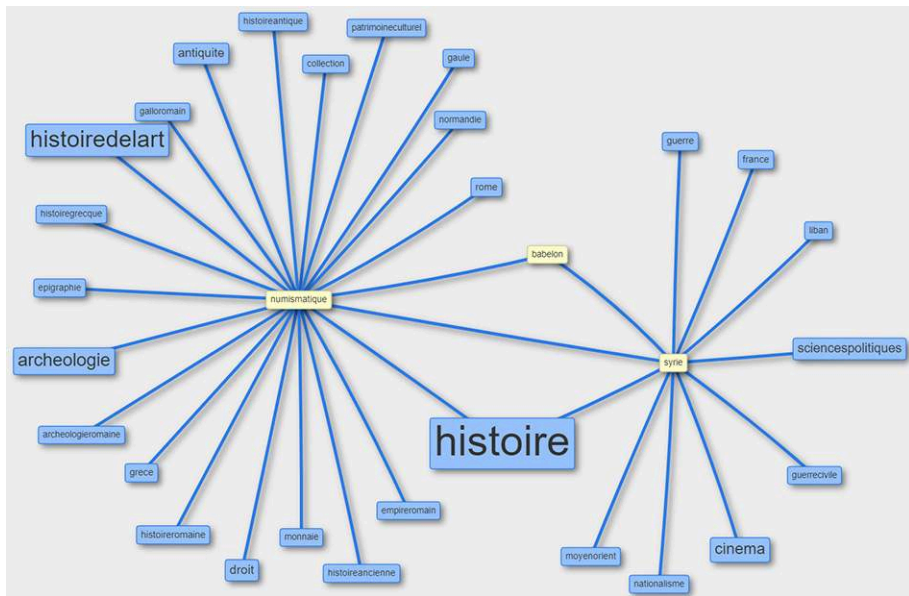 histoireantique
patrimoineculturel
antiquite
collection
gaule
galloromain
normandie
histoiredelart
guerre
france
rome
histoiregrecque
liban
babelon
epigraphie
numismatique
sciencespolitiques
archeologie
syrie
archeologieromaine
histoire
grece
guerrecivile
empireromain
histoireromaine
monnaie
cinema
moyenorient
droit
histoireancienne
nationalisme